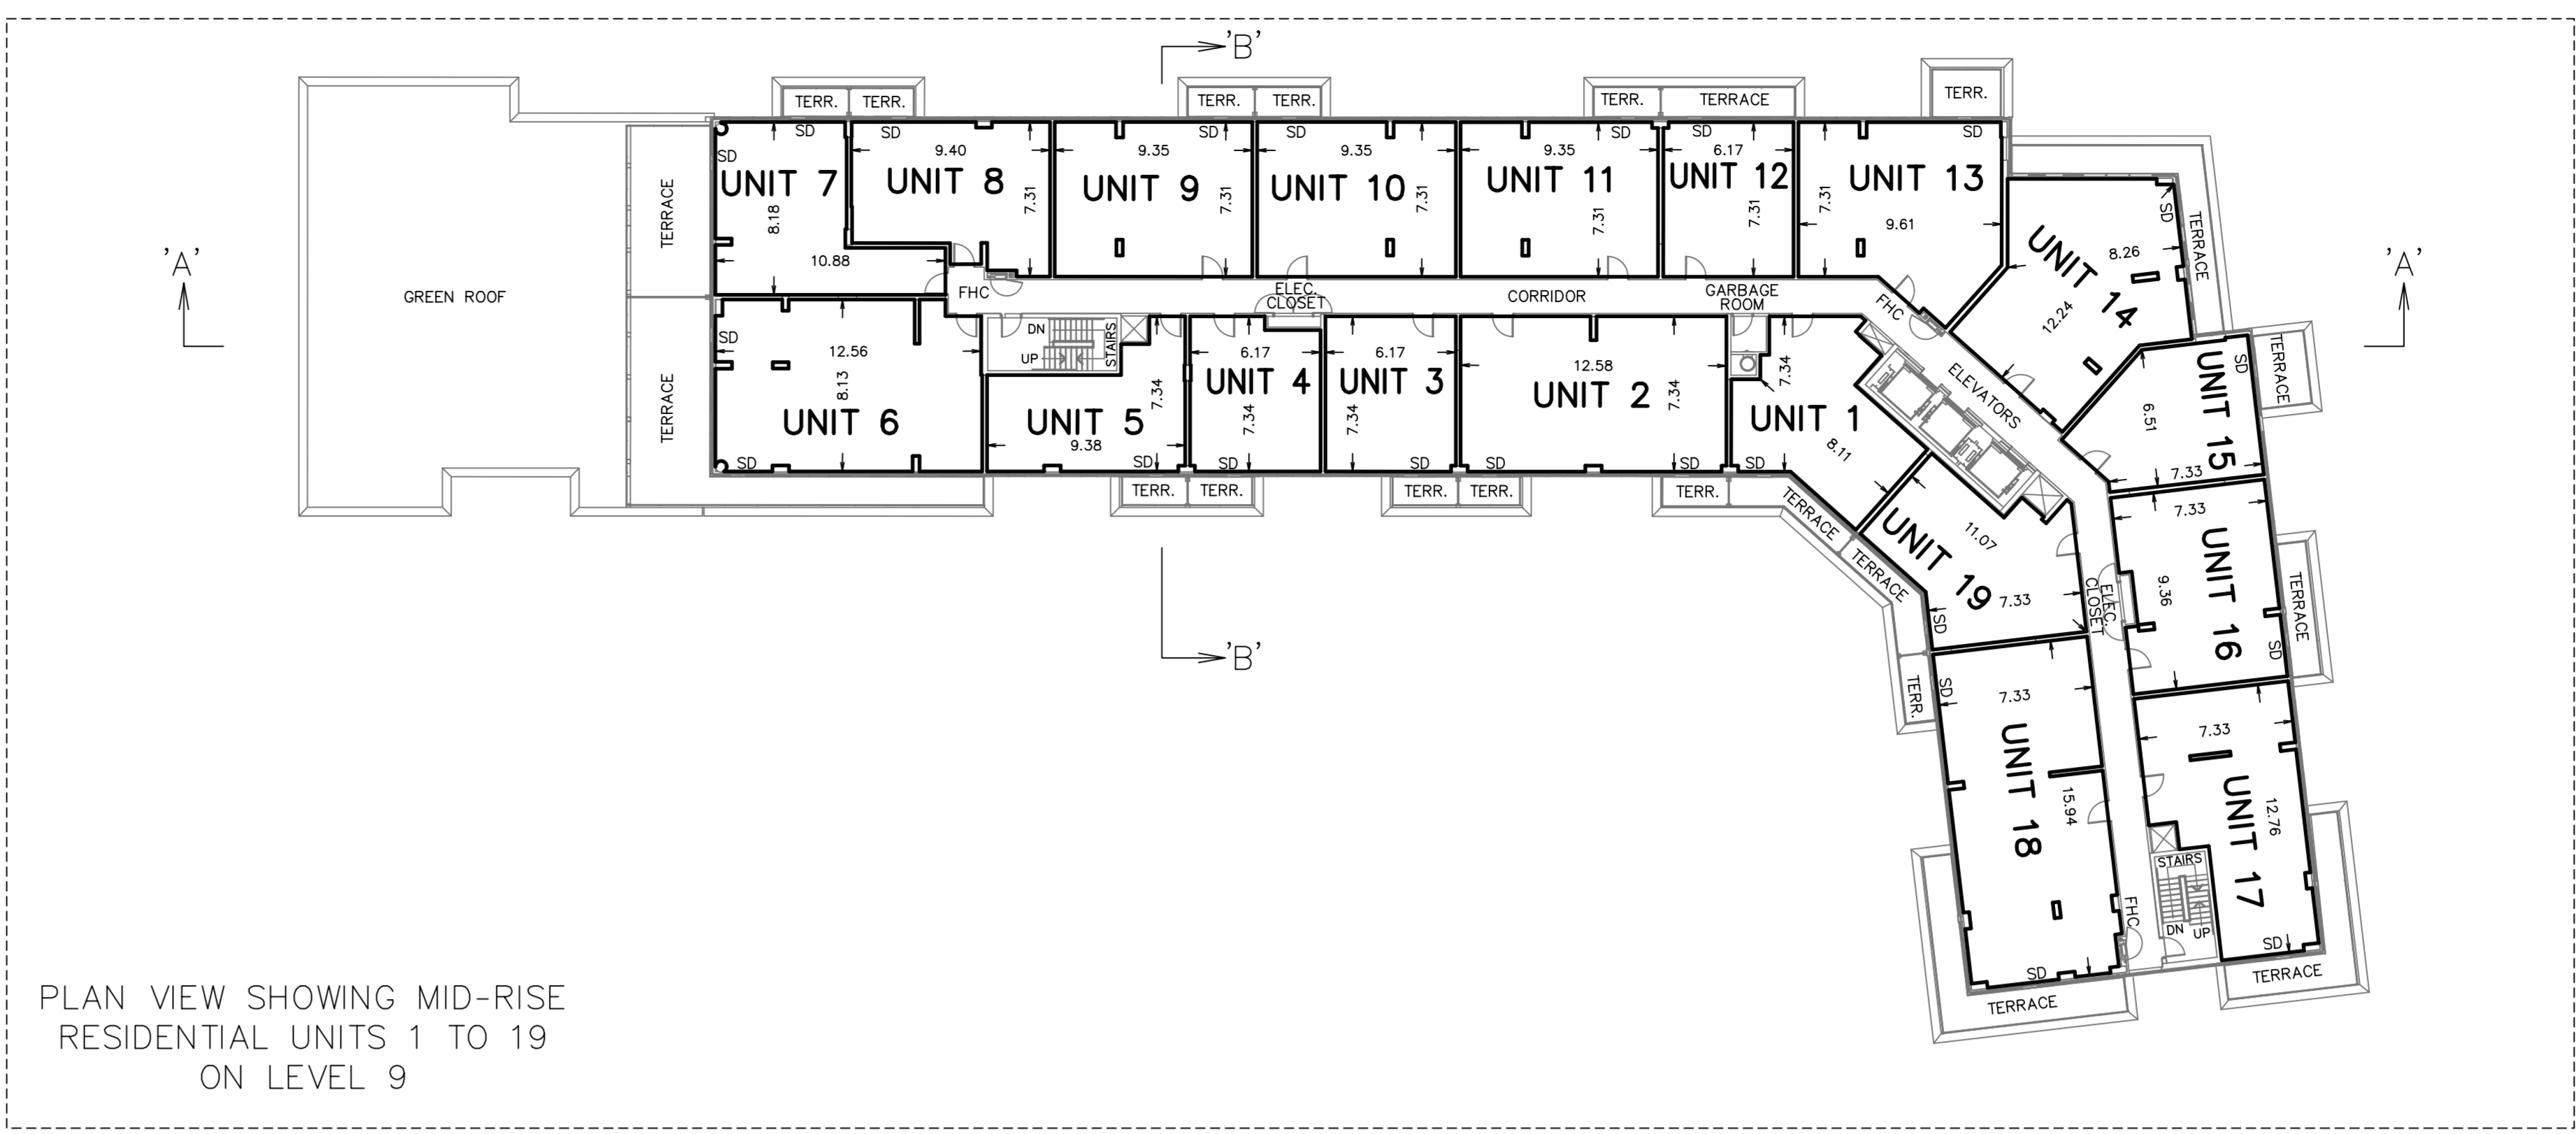 'B'
TERR.
TERR.
TERR.
TERR.
TERR.
TERRACE
TERR.
'A'
GREEN ROOF
TERRACE
TERRACE
SD
SD
UNIT 7
8.18
10.88
SD
9.40
UNIT 8
7.31
9.35
SD
UNIT 9
7.31
SD
9.35
UNIT 10
7.31
9.35
SD
UNIT 11
7.31
SD
6.17
UNIT 12
7.31
SD
UNIT 13
7.31
9.61
SD
UNIT 14
8.26
12.24
TERRACE
'A'
FHC
ELEC.
CLOSET
CORRIDOR
GARBAGE
ROOM
FHC
ELEVATORS
SD
12.56
8.13
UNIT 6
SD
DN
UP
STAIRS
UNIT 5
7.34
9.38
SD
6.17
UNIT 4
7.34
SD
6.17
UNIT 3
7.34
SD
12.58
UNIT 2
7.34
SD
SD
7.34
UNIT 1
8.11
SD
SD
UNIT 15
6.51
7.33
TERRACE
TERR.
TERR.
TERR.
TERR.
TERR.
TERRACE
TERRACE
11.07
UNIT 19
7.33
SD
ELEC.
CLOSET
7.33
UNIT 16
9.36
SD
TERRACE
'B'
TERR.
SD
7.33
UNIT 18
15.94
SD
TERRACE
FHC
7.33
UNIT 17
12.76
STAIRS
DN
UP
SD
TERRACE
PLAN VIEW SHOWING MID-RISE
RESIDENTIAL UNITS 1 TO 19
ON LEVEL 9